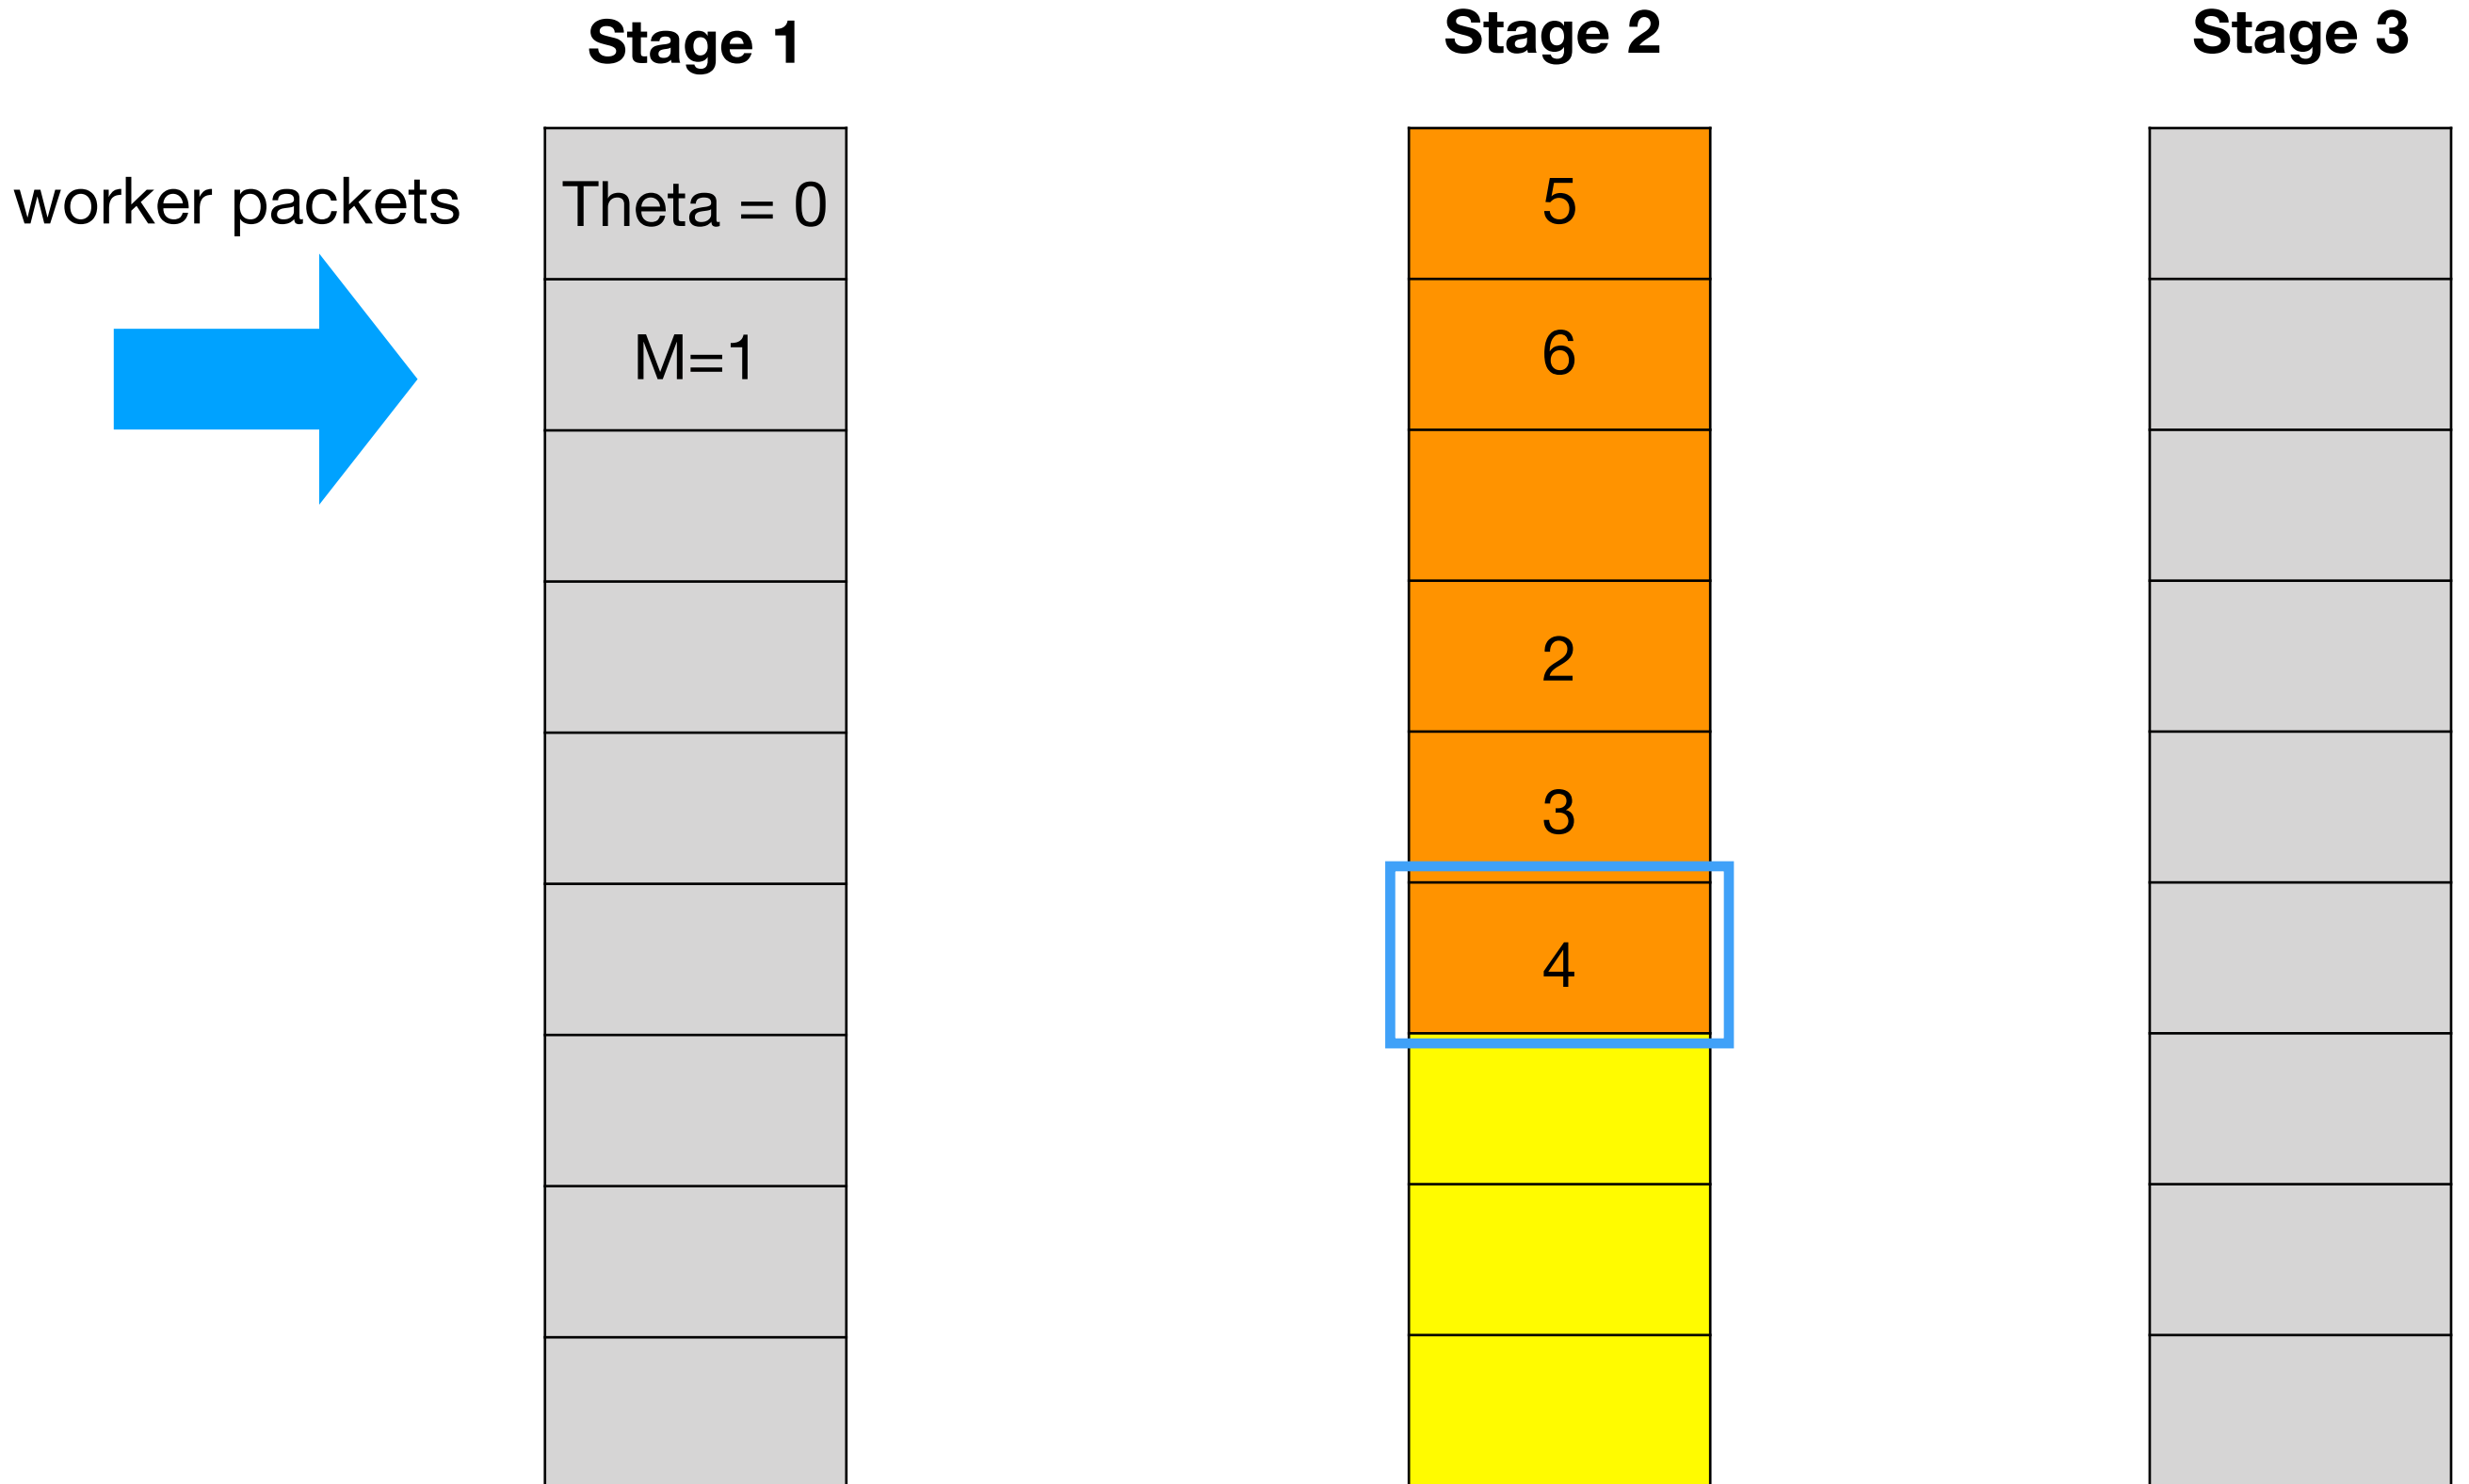 Stage 1
Stage 2
Stage 3
worker packets
Theta = 0
5
M=1
6
2
3
4